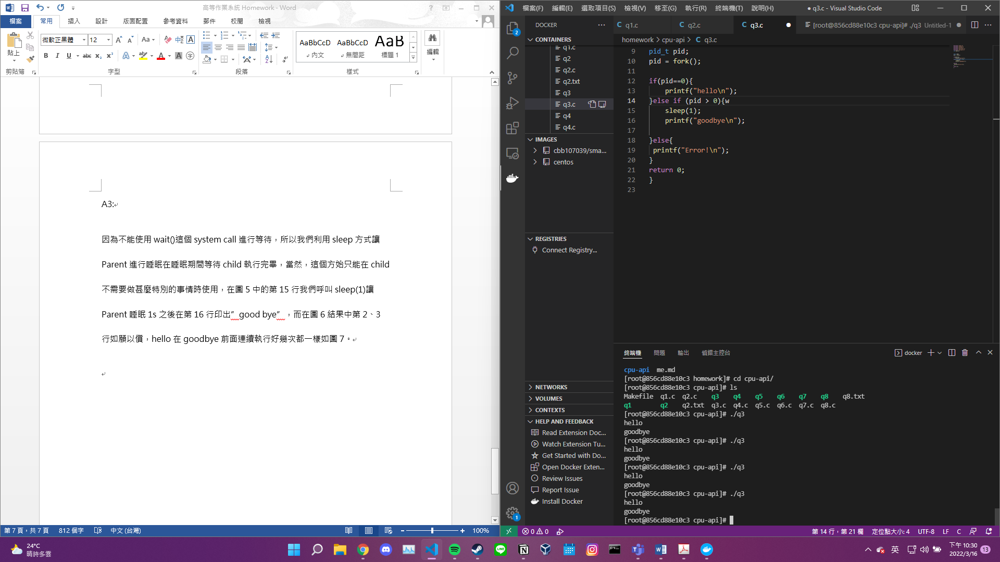 高等作業系統 Homework - Word
檔案
常用
插入
設計
版面配置
參考資料
郵件
校閱
檢視
貼上
剪貼簿
微軟正黑體
12
字型
段落
AaBbCcD
內文
AaBbCcD
無間距
AaB
標題 1
樣式
編輯
A3:
因為不能使用 wait()這個 system call 進行等待，所以我們利用 sleep 方式讓
Parent 進行睡眠在睡眠期間等待 child 執行完畢，當然，這個方始只能在 child
不需要做甚麼特別的事情時使用，在圖 5 中的第 15 行我們呼叫 sleep(1)讓
Parent 睡眠 1s 之後在第 16 行印出” good bye” ，而在圖 6 結果中第 2、3
行如願以償，hello 在 goodbye 前面連續執行好幾次都一樣如圖 7。
第 7 頁，共 7 頁
812 個字
中文 (台灣)
100%
檔案(F)
編輯(E)
選取項目(S)
檢視(V)
移至(G)
執行(R)
終端機(T)
說明(H)
● q3.c - Visual Studio Code
DOCKER
CONTAINERS
q1.c
q2
q2.c
q2.txt
q3
q3.c
q4
q4.c
IMAGES
cbb107039/sma...
centos
REGISTRIES
Connect Registry...
NETWORKS
VOLUMES
CONTEXTS
HELP AND FEEDBACK
Read Extension Doc...
Watch Extension Tu...
Get Started with Do...
Open Docker Exten...
Review Issues
Report Issue
Install Docker
C q1.c
C q2.c
C q3.c
[root@856cd88e10c3 cpu-api]# ./q3 Untitled-1
homework > cpu-api > C q3.c
9 pid_t pid;
10 pid = fork();
11
12 if(pid==0){
13 printf("hello\n");
14 }else if (pid > 0){w
15 sleep(1);
16 printf("goodbye\n");
17
18 }else{
19 printf("Error!\n");
20 }
21 return 0;
22 }
23
終端機
問題
輸出
偵錯主控台
docker
cpu-api me.md
[root@856cd88e10c3 homework]# cd cpu-api/
[root@856cd88e10c3 cpu-api]# ls
Makefile q1.c q2.c q3 q4 q5 q6 q7 q8 q8.txt
q1 q2 q2.txt q3.c q4.c q5.c q6.c q7.c q8.c
[root@856cd88e10c3 cpu-api]# ./q3
hello
goodbye
[root@856cd88e10c3 cpu-api]# ./q3
hello
goodbye
[root@856cd88e10c3 cpu-api]# ./q3
hello
goodbye
[root@856cd88e10c3 cpu-api]# ./q3
hello
goodbye
[root@856cd88e10c3 cpu-api]#
0 0
第 14 行，第 21 欄
定位點大小: 4
UTF-8
LF
C
24°C
晴時多雲
英
下午 10:30
2022/3/16
13